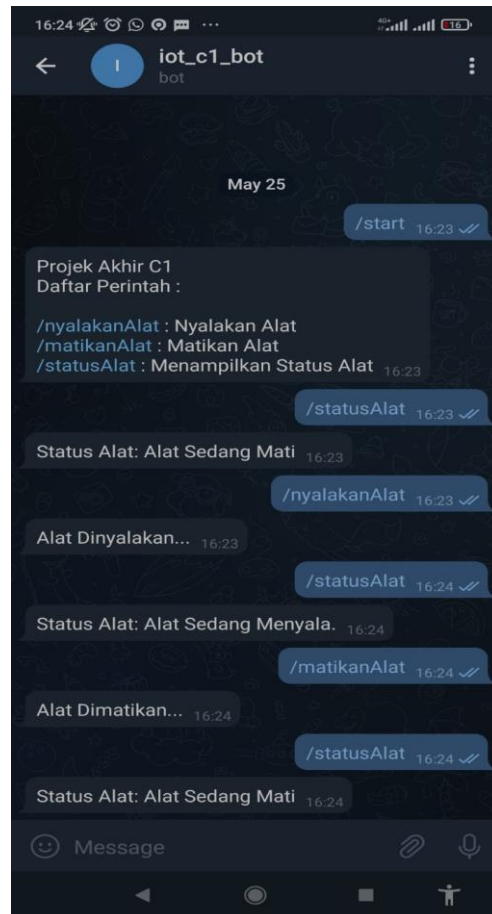 16:24
16
iot_c1_bot
bot
May 25
/start 16:23
Projek Akhir C1
Daftar Perintah :
/nyalakanAlat : Nyalakan Alat
/matikanAlat : Matikan Alat
/statusAlat : Menampilkan Status Alat 16:23
/statusAlat 16:23
Status Alat: Alat Sedang Mati 16:23
/nyalakanAlat 16:23
Alat Dinyalakan... 16:23
/statusAlat 16:24
Status Alat: Alat Sedang Menyala. 16:24
/matikanAlat 16:24
Alat Dimatikan... 16:24
/statusAlat 16:24
Status Alat: Alat Sedang Mati 16:24
Message